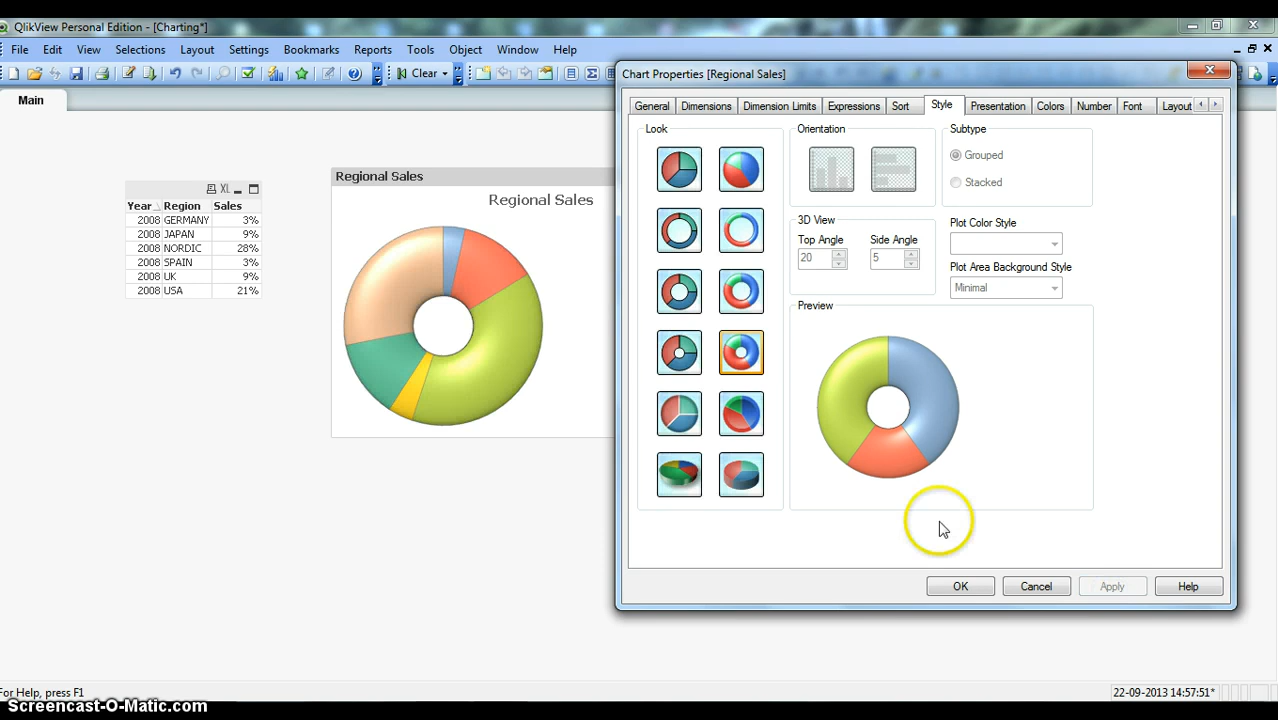 QlikView Personal Edition - [Charting*]
File Edit View Selections Layout Settings Bookmarks Reports Tools Object Window Help
Clear
Main
XL
Year Region Sales
2008 GERMANY 3%
2008 JAPAN 9%
2008 NORDIC 28%
2008 SPAIN 3%
2008 UK 9%
2008 USA 21%
Regional Sales
Regional Sales
Chart Properties [Regional Sales]
General Dimensions Dimension Limits Expressions Sort Style Presentation Colors Number Font Layout
Look
Orientation
Subtype
Grouped
Stacked
3D View
Top Angle Side Angle
20 5
Plot Color Style
Plot Area Background Style
Minimal
Preview
OK Cancel Apply Help
For Help, press F1
22-09-2013 14:57:51*
Screencast-O-Matic.com